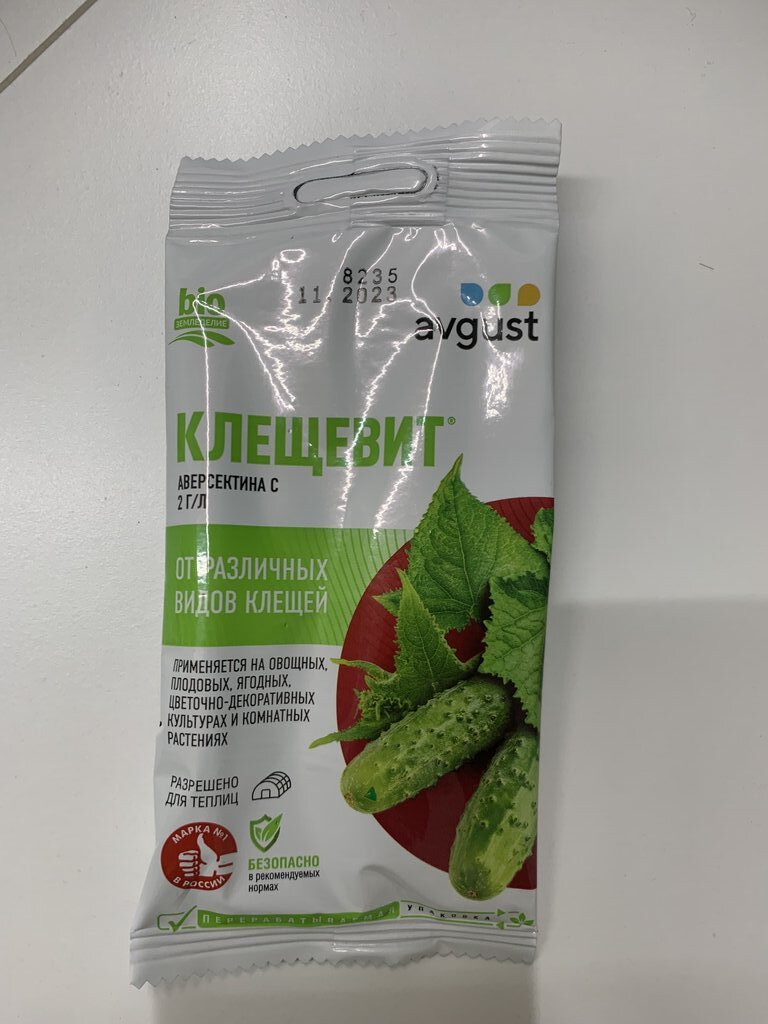 8235
11. 2023
bio
ЗЕМЛЕДЕЛИЕ
avgust
КЛЕЩЕВИТ®
АВЕРСЕКТИНА С
2 Г/Л
ОТ РАЗЛИЧНЫХ
ВИДОВ КЛЕЩЕЙ
ПРИМЕНЯЕТСЯ НА ОВОЩНЫХ,
ПЛОДОВЫХ, ЯГОДНЫХ,
ЦВЕТОЧНО-ДЕКОРАТИВНЫХ
КУЛЬТУРАХ И КОМНАТНЫХ
РАСТЕНИЯХ
РАЗРЕШЕНО
ДЛЯ ТЕПЛИЦ
МАРКА №1
В РОССИИ
БЕЗОПАСНО
в рекомендуемых
нормах
ПЕРЕРАБАТЫВАЕМАЯ УПАКОВКА